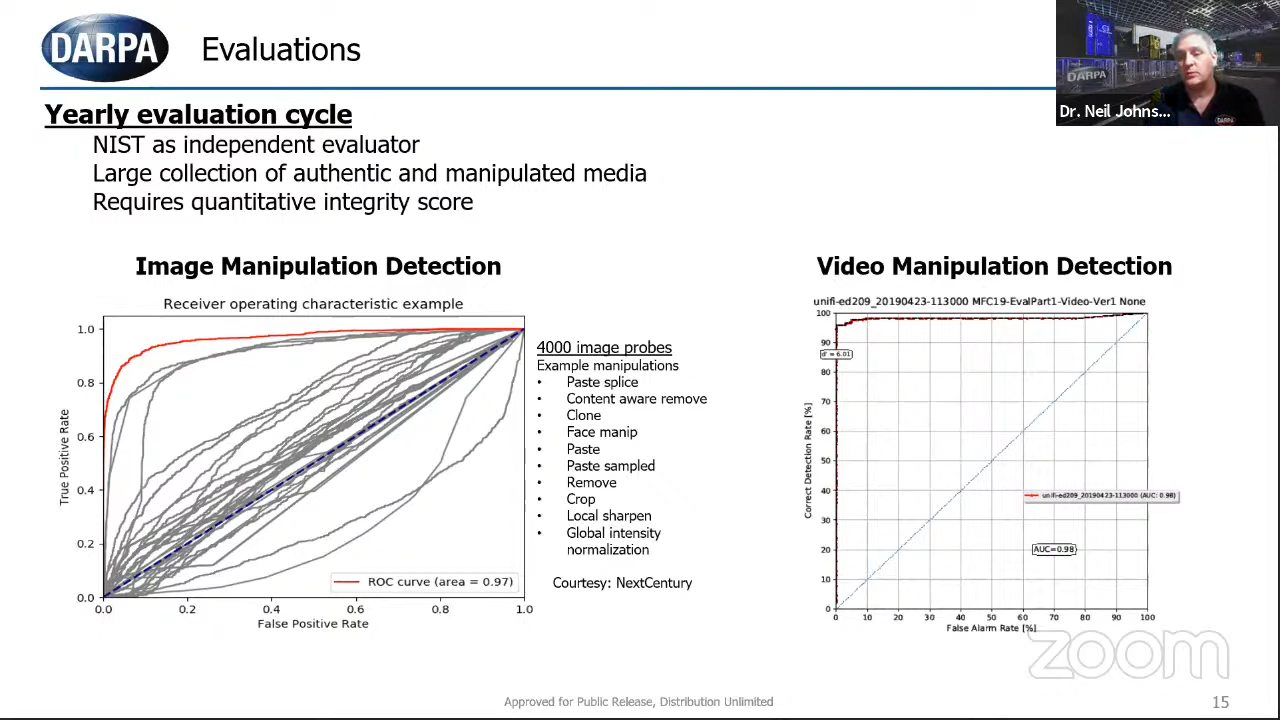 DARPA
Evaluations
DARPA
Dr. Neil Johns...
Yearly evaluation cycle
NIST as independent evaluator
Large collection of authentic and manipulated media
Requires quantitative integrity score
Image Manipulation Detection
Receiver operating characteristic example
1.0
0.8
0.6
0.4
0.2
0.0
True Positive Rate
ROC curve (area = 0.97)
0.0 0.2 0.4 0.6 0.8 1.0
False Positive Rate
4000 image probes
Example manipulations
• Paste splice
• Content aware remove
• Clone
• Face manip
• Paste
• Paste sampled
• Remove
• Crop
• Local sharpen
• Global intensity
normalization
Courtesy: NextCentury
Video Manipulation Detection
unifi-ed209_20190423-113000 MFC19-EvalPart1-Video-Ver1 None
100
90
d' = 6.01
80
70
60
50
40
30
20
10
0
Correct Detection Rate [%]
unifi-ed209_20190423-113000 (AUC: 0.98)
AUC=0.98
0 10 20 30 40 50 60 70 80 90 100
False Alarm Rate [%]
zoom
Approved for Public Release, Distribution Unlimited
15